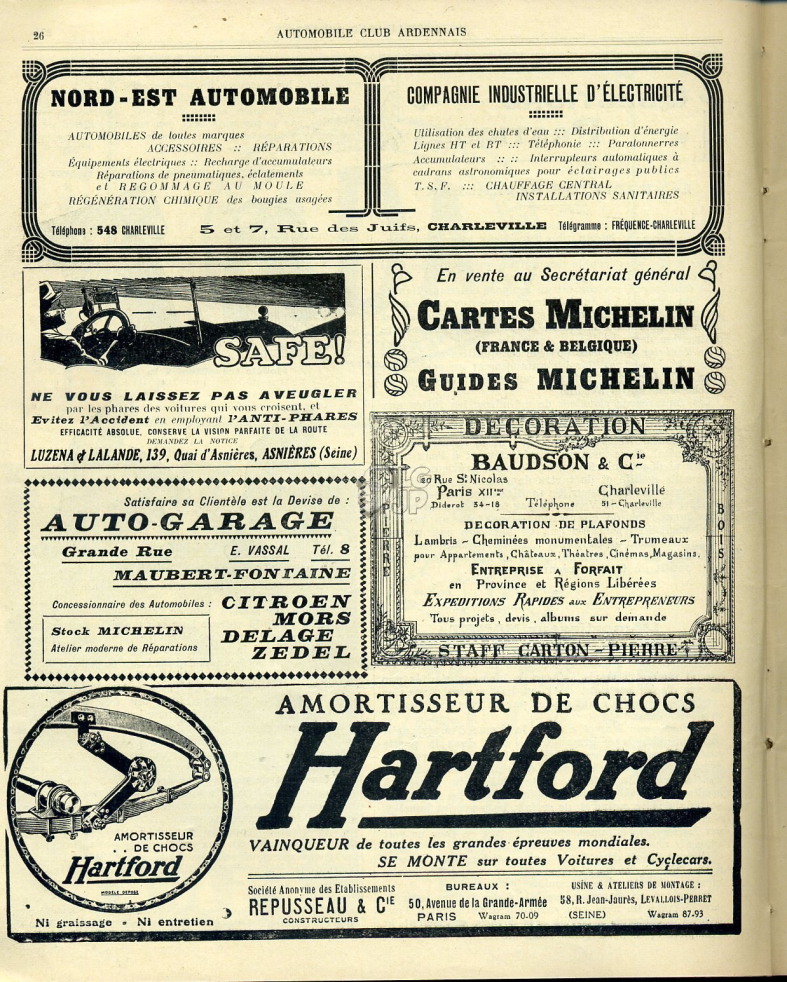 26
AUTOMOBILE CLUB ARDENNAIS
NORD-EST AUTOMOBILE
AUTOMOBILES de toutes marques
ACCESSOIRES :: RÉPARATIONS
Équipements électriques :: Recharge d'accumulateurs
Réparations de pneumatiques, éclatements
et REGOMMAGE AU MOULE
RÉGÉNÉRATION CHIMIQUE des bougies usagées
COMPAGNIE INDUSTRIELLE D'ÉLECTRICITÉ
Utilisation des chutes d'eau ::: Distribution d'énergie
Lignes HT et BT ::: Téléphonie ::: Paratonnerres
Accumulateurs :: :: Interrupteurs automatiques à
cadrans astronomiques pour éclairages publics
T.S.F. ::: CHAUFFAGE CENTRAL
INSTALLATIONS SANITAIRES
Téléphone : 548 CHARLEVILLE 5 et 7, Rue des Juifs, CHARLEVILLE Télégramme : FRÉQUENCE-CHARLEVILLE
SAFE!
NE VOUS LAISSEZ PAS AVEUGLER
par les phares des voitures qui vous croisent, et
Evitez l'Accident en employant l'ANTI-PHARES
EFFICACITÉ ABSOLUE, CONSERVE LA VISION PARFAITE DE LA ROUTE
DEMANDEZ LA NOTICE
LUZENA & LALANDE, 139, Quai d'Asnières, ASNIÈRES (Seine)
En vente au Secrétariat général
CARTES MICHELIN
(FRANCE & BELGIQUE)
GUIDES MICHELIN
Satisfaire sa Clientèle est la Devise de :
AUTO-GARAGE
Grande Rue E. VASSAL Tél. 8
MAUBERT-FONTAINE
Concessionnaire des Automobiles : CITROEN
MORS
DELAGE
ZEDEL
Stock MICHELIN
Atelier moderne de Réparations
DECORATION
BAUDSON & Cie
20 Rue St Nicolas
Paris XIIme Charleville
Diderot 34-18 Téléphone 51-Charleville
DECORATION DE PLAFONDS
Lambris - Cheminées monumentales - Trumeaux
pour Appartements, Châteaux, Théatres, Cinémas, Magasins.
ENTREPRISE A FORFAIT
en Province et Régions Libérées
EXPEDITIONS RAPIDES aux ENTREPRENEURS
Tous projets, devis, albums sur demande
PIERRE
BOIS
STAFF CARTON-PIERRE
AMORTISSEUR DE CHOCS
Hartford
VAINQUEUR de toutes les grandes épreuves mondiales.
SE MONTE sur toutes Voitures et Cyclecars.
AMORTISSEUR
.. DE CHOCS
Hartford
MODELE DEPOSE
Ni graissage - Ni entretien
Société Anonyme des Etablissements
REPUSSEAU & CIE
CONSTRUCTEURS
BUREAUX :
50, Avenue de la Grande-Armée
PARIS Wagram 70-09
USINE & ATELIERS DE MONTAGE :
58, R. Jean-Jaurès, LEVALLOIS-PERRET
(SEINE) Wagram 87-93